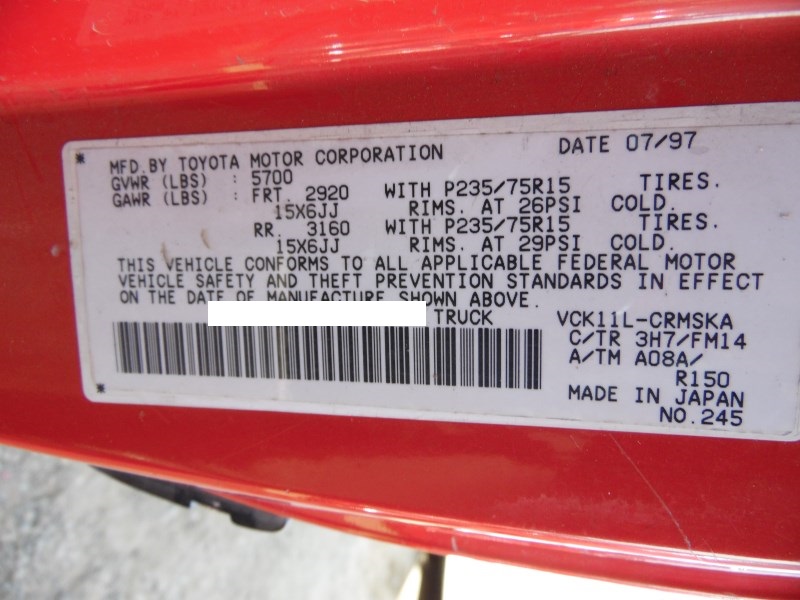 MFD.BY TOYOTA MOTOR CORPORATION DATE 07/97
GVWR (LBS) : 5700
GAWR (LBS) : FRT. 2920 WITH P235/75R15 TIRES.
15X6JJ RIMS. AT 26PSI COLD.
RR. 3160 WITH P235/75R15 TIRES.
15X6JJ RIMS. AT 29PSI COLD.
THIS VEHICLE CONFORMS TO ALL APPLICABLE FEDERAL MOTOR
VEHICLE SAFETY AND THEFT PREVENTION STANDARDS IN EFFECT
ON THE DATE OF MANUFACTURE SHOWN ABOVE.
TRUCK VCK11L-CRMSKA
C/TR 3H7/FM14
A/TM A08A/
R150
MADE IN JAPAN
NO.245